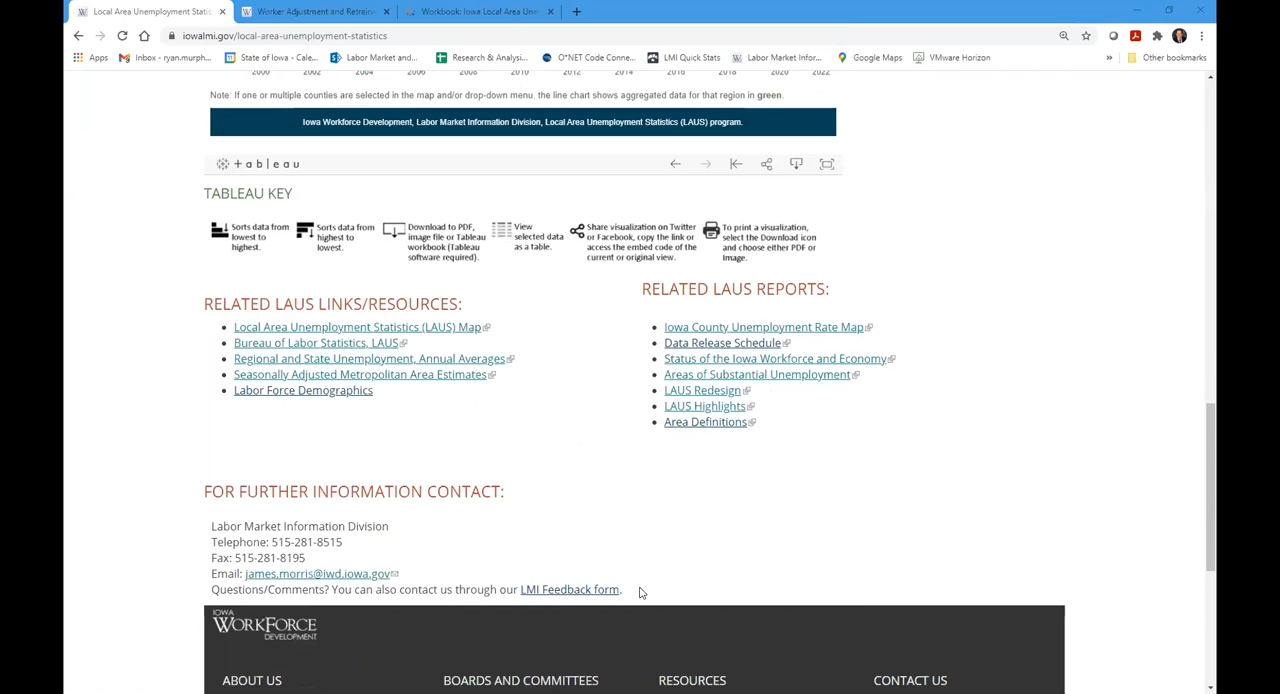 Local Area Unemployment Statis
Worker Adjustment and Retrainin
Workbook: Iowa Local Area Une
iowalmi.gov/local-area-unemployment-statistics
Apps
Inbox - ryan.murph...
State of Iowa - Cale...
Labor Market and...
Research & Analysi...
O*NET Code Conne...
LMI Quick Stats
Labor Market Infor...
Google Maps
VMware Horizon
»
Other bookmarks
2000 2002 2004 2006 2008 2010 2012 2014 2016 2018 2020 2022
Note: If one or multiple counties are selected in the map and/or drop-down menu, the line chart shows aggregated data for that region in green.
Iowa Workforce Development, Labor Market Information Division, Local Area Unemployment Statistics (LAUS) program.
+ a b | e a u
TABLEAU KEY
Sorts data from
lowest to
highest.
Sorts data from
highest to
lowest.
Download to PDF,
image file or Tableau
workbook (Tableau
software required).
View
selected data
as a table.
Share visualization on Twitter
or Facebook, copy the link or
access the embed code of the
current or original view.
To print a visualization,
select the Download icon
and choose either PDF or
Image.
RELATED LAUS LINKS/RESOURCES:
Local Area Unemployment Statistics (LAUS) Map
Bureau of Labor Statistics, LAUS
Regional and State Unemployment, Annual Averages
Seasonally Adjusted Metropolitan Area Estimates
Labor Force Demographics
RELATED LAUS REPORTS:
Iowa County Unemployment Rate Map
Data Release Schedule
Status of the Iowa Workforce and Economy
Areas of Substantial Unemployment
LAUS Redesign
LAUS Highlights
Area Definitions
FOR FURTHER INFORMATION CONTACT:
Labor Market Information Division
Telephone: 515-281-8515
Fax: 515-281-8195
Email: james.morris@iwd.iowa.gov
Questions/Comments? You can also contact us through our LMI Feedback form.
IOWA
WORKFORCE
DEVELOPMENT
ABOUT US
BOARDS AND COMMITTEES
RESOURCES
CONTACT US